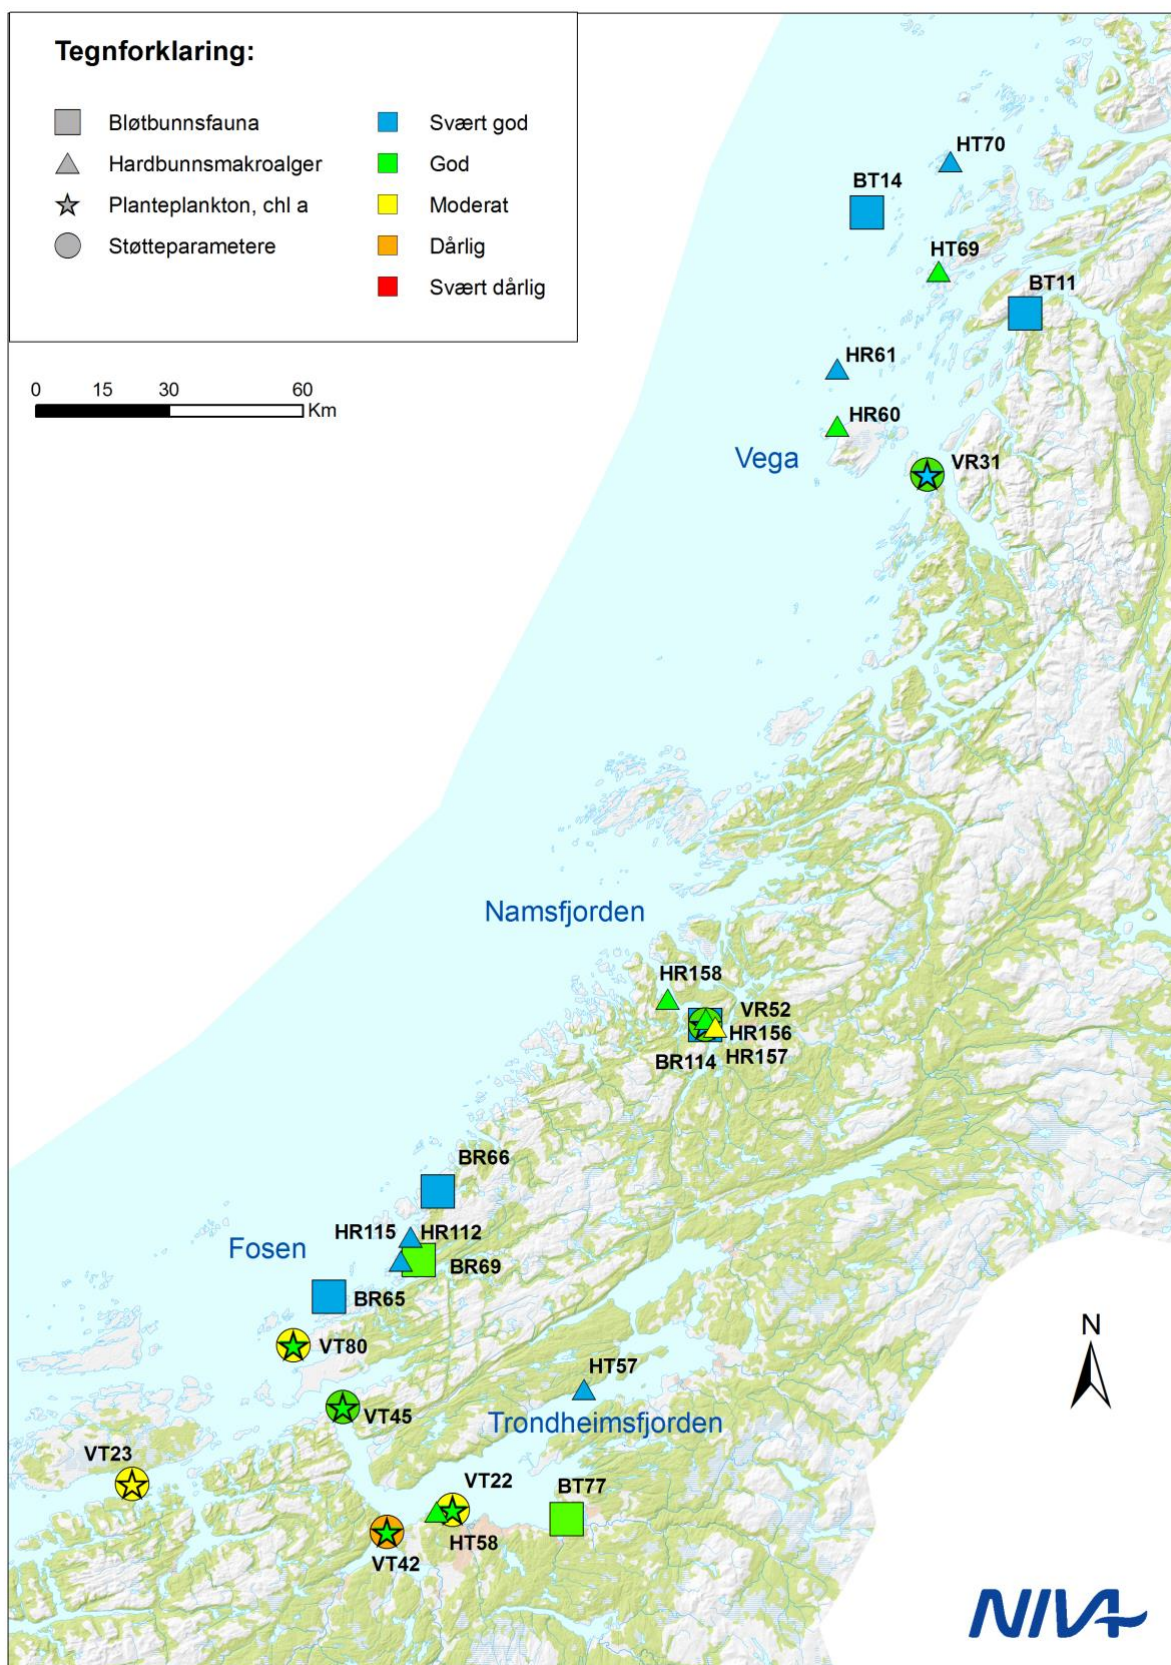 Tegnforklaring:
Bløtbunnsfauna
Hardbunnsmakroalger
Planteplankton, chl a
Støtteparametere
Svært god
God
Moderat
Dårlig
Svært dårlig
0 15 30 60
Km
HT70
BT14
HT69
BT11
HR61
HR60
Vega
VR31
Namsfjorden
HR158
VR52
HR156
BR114
HR157
BR66
HR115
HR112
Fosen
BR69
BR65
VT80
HT57
VT45
Trondheimsfjorden
VT23
VT22
BT77
HT58
VT42
N
NIVA